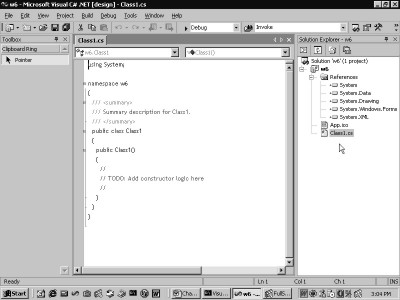 w6 - Microsoft Visual C# .NET [design] - Class1.cs
File Edit View Project Build Debug Tools Window Help
Debug
Invoke
Toolbox
Clipboard Ring
Pointer
Class1.cs
w6.Class1
Class1()
using System;
namespace w6
{
/// <summary>
/// Summary description for Class1.
/// </summary>
public class Class1
{
public Class1()
{
//
// TODO: Add constructor logic here
//
}
}
}
Solution Explorer - w6
Solution 'w6' (1 project)
w6
References
System
System.Data
System.Drawing
System.Windows.Forms
System.XML
App.ico
Class1.cs
Ready
Ln 1
Col 1
Ch 1
INS
Start
Cha...
Visu...
w6 -...
FullS...
3:04 PM